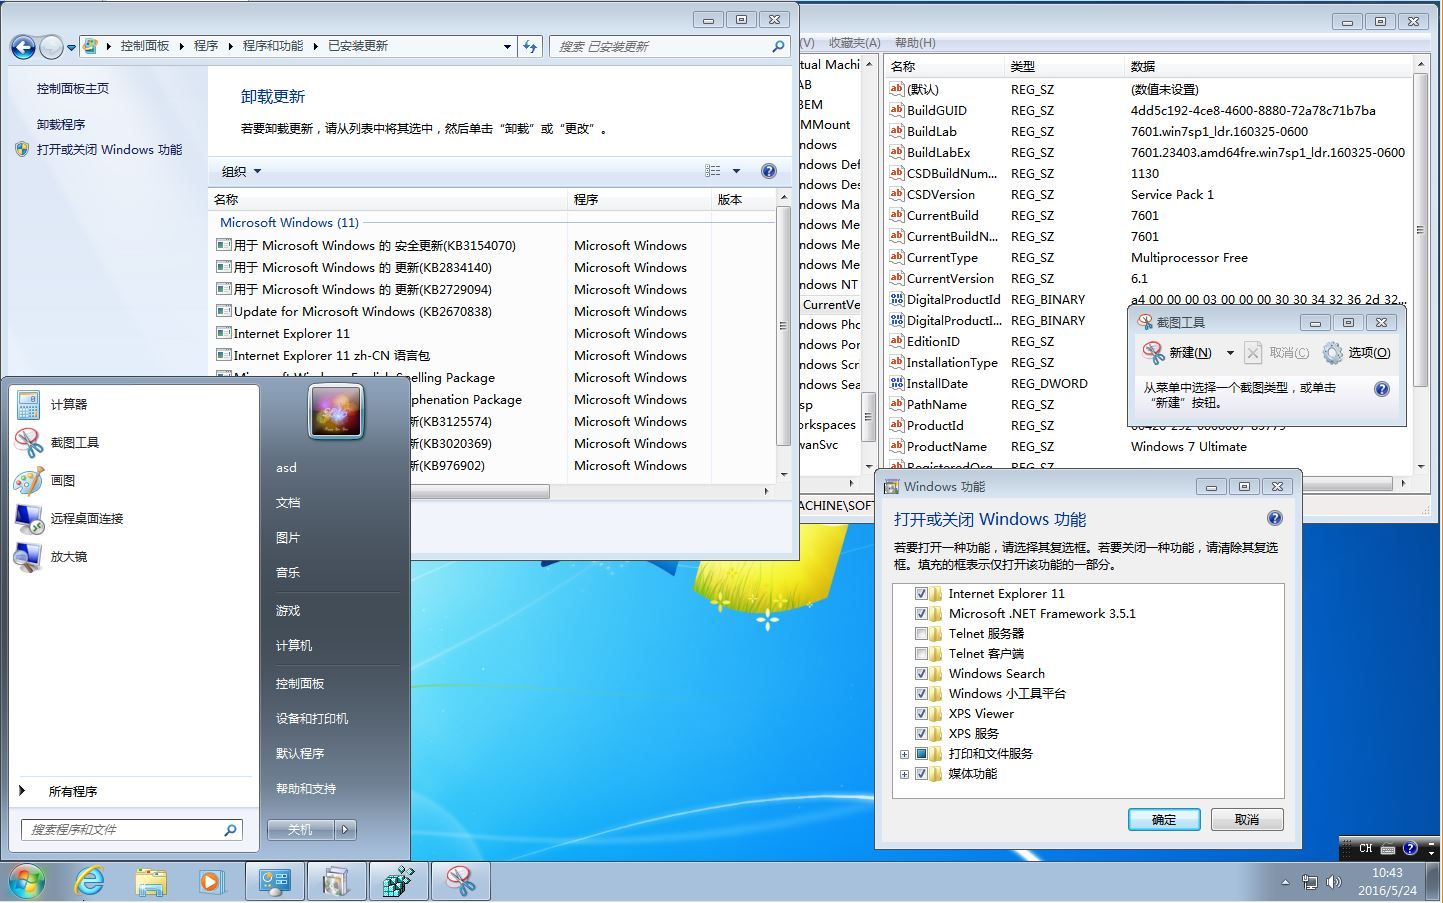 控制面板 ▸ 程序 ▸ 程序和功能 ▸ 已安装更新
搜索 已安装更新
控制面板主页
卸载程序
打开或关闭 Windows 功能
卸载更新
若要卸载更新，请从列表中将其选中，然后单击“卸载”或“更改”。
组织
名称 程序 版本
Microsoft Windows (11)
用于 Microsoft Windows 的 安全更新(KB3154070) Microsoft Windows
用于 Microsoft Windows 的 更新(KB2834140) Microsoft Windows
用于 Microsoft Windows 的 更新(KB2729094) Microsoft Windows
Update for Microsoft Windows (KB2670838) Microsoft Windows
Internet Explorer 11 Microsoft Windows
Internet Explorer 11 zh-CN 语言包 Microsoft Windows
Spelling Package Microsoft Windows
phenation Package Microsoft Windows
新(KB3125574) Microsoft Windows
新(KB3020369) Microsoft Windows
新(KB976902) Microsoft Windows
(V) 收藏夹(A) 帮助(H)
tual Machi
AB
BEM
MMount
ndows
ndows Def
ndows Des
ndows Ma
ndows Me
ndows Me
ndows NT
CurrentVe
ndows Pho
ndows Por
ndows Scr
ndows Sea
sp
orkspaces
wanSvc
名称 类型 数据
(默认) REG_SZ (数值未设置)
BuildGUID REG_SZ 4dd5c192-4ce8-4600-8880-72a78c71b7ba
BuildLab REG_SZ 7601.win7sp1_ldr.160325-0600
BuildLabEx REG_SZ 7601.23403.amd64fre.win7sp1_ldr.160325-0600
CSDBuildNum... REG_SZ 1130
CSDVersion REG_SZ Service Pack 1
CurrentBuild REG_SZ 7601
CurrentBuildN... REG_SZ 7601
CurrentType REG_SZ Multiprocessor Free
CurrentVersion REG_SZ 6.1
DigitalProductId REG_BINARY a4 00 00 00 03 00 00 00 30 30 34 32 36 2d 32...
DigitalProductI... REG_BINARY
EditionID REG_SZ
InstallationType REG_SZ
InstallDate REG_DWORD
PathName REG_SZ
ProductId REG_SZ
ProductName REG_SZ Windows 7 Ultimate
ACHINE\SOFT
截图工具
新建(N) 取消(C) 选项(O)
从菜单中选择一个截图类型，或单击
“新建”按钮。
Windows 功能
打开或关闭 Windows 功能
若要打开一种功能，请选择其复选框。若要关闭一种功能，请清除其复选
框。填充的框表示仅打开该功能的一部分。
Internet Explorer 11
Microsoft .NET Framework 3.5.1
Telnet 服务器
Telnet 客户端
Windows Search
Windows 小工具平台
XPS Viewer
XPS 服务
打印和文件服务
媒体功能
确定 取消
计算器
截图工具
画图
远程桌面连接
放大镜
所有程序
搜索程序和文件
asd
文档
图片
音乐
游戏
计算机
控制面板
设备和打印机
默认程序
帮助和支持
关机
CH
10:43
2016/5/24